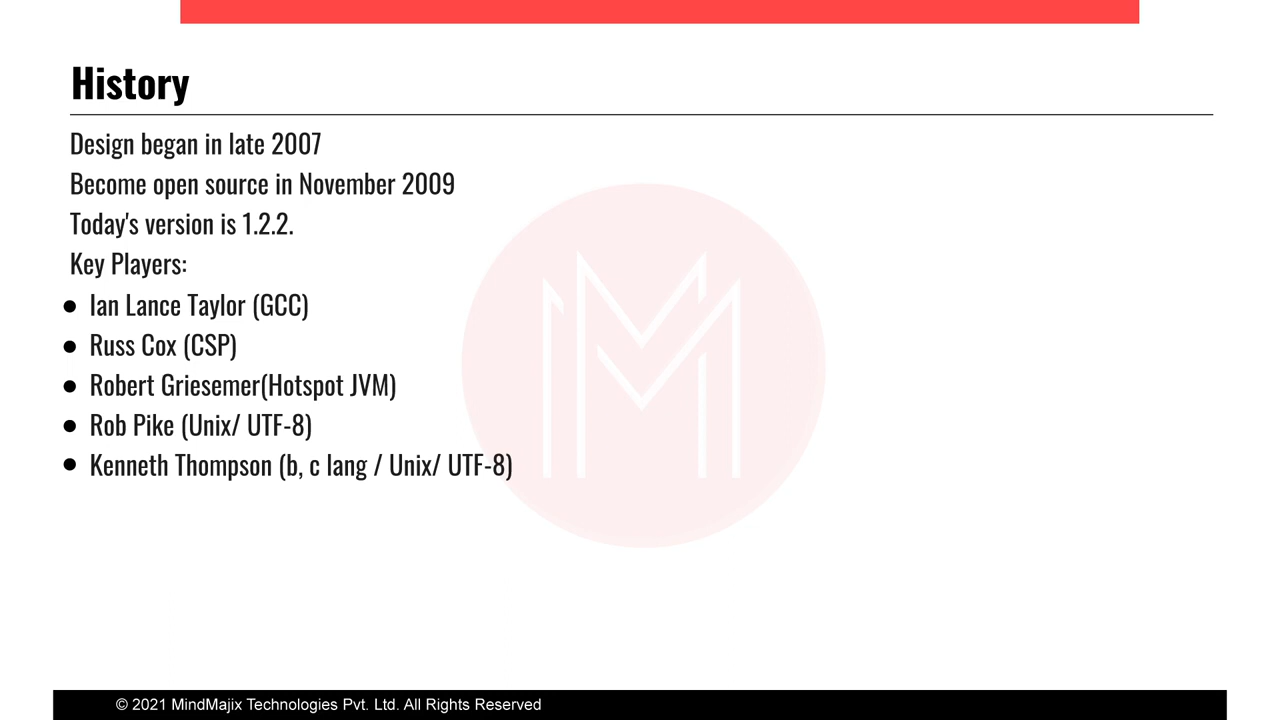 History
Design began in late 2007
Become open source in November 2009
Today's version is 1.2.2.
Key Players:
● Ian Lance Taylor (GCC)
● Russ Cox (CSP)
● Robert Griesemer(Hotspot JVM)
● Rob Pike (Unix/ UTF-8)
● Kenneth Thompson (b, c lang / Unix/ UTF-8)
© 2021 MindMajix Technologies Pvt. Ltd. All Rights Reserved